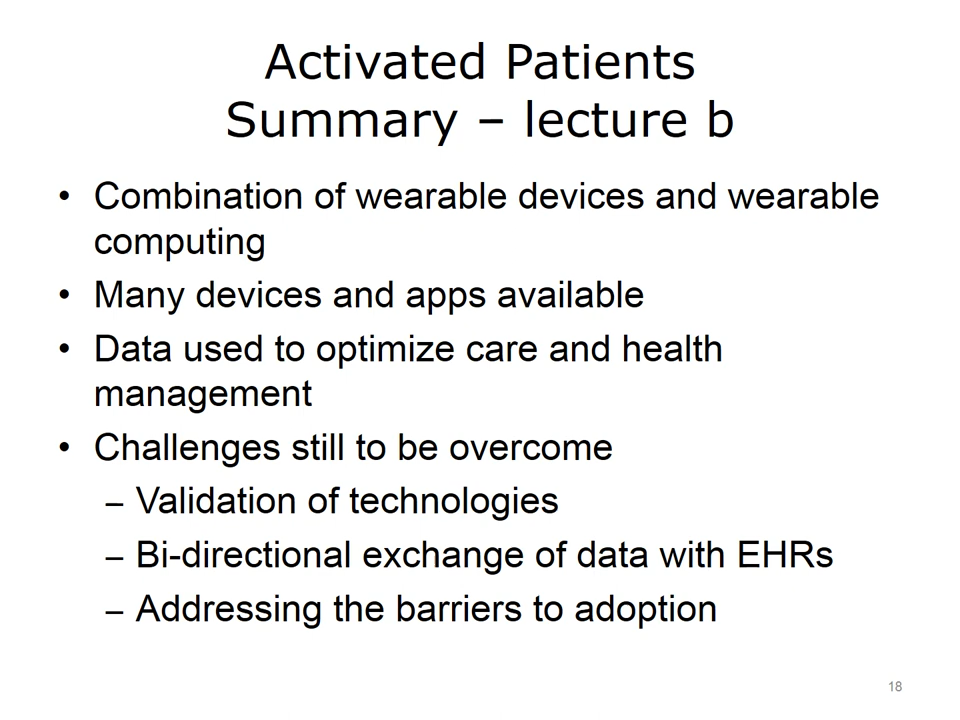 Activated Patients
Summary – lecture b
• Combination of wearable devices and wearable
computing
• Many devices and apps available
• Data used to optimize care and health
management
• Challenges still to be overcome
– Validation of technologies
– Bi-directional exchange of data with EHRs
– Addressing the barriers to adoption
18